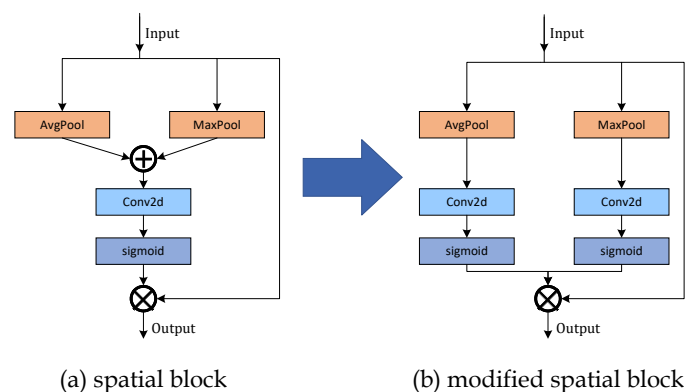 Input
AvgPool
MaxPool
Conv2d
sigmoid
Output
(a) spatial block
Input
AvgPool
MaxPool
Conv2d
Conv2d
sigmoid
sigmoid
Output
(b) modified spatial block